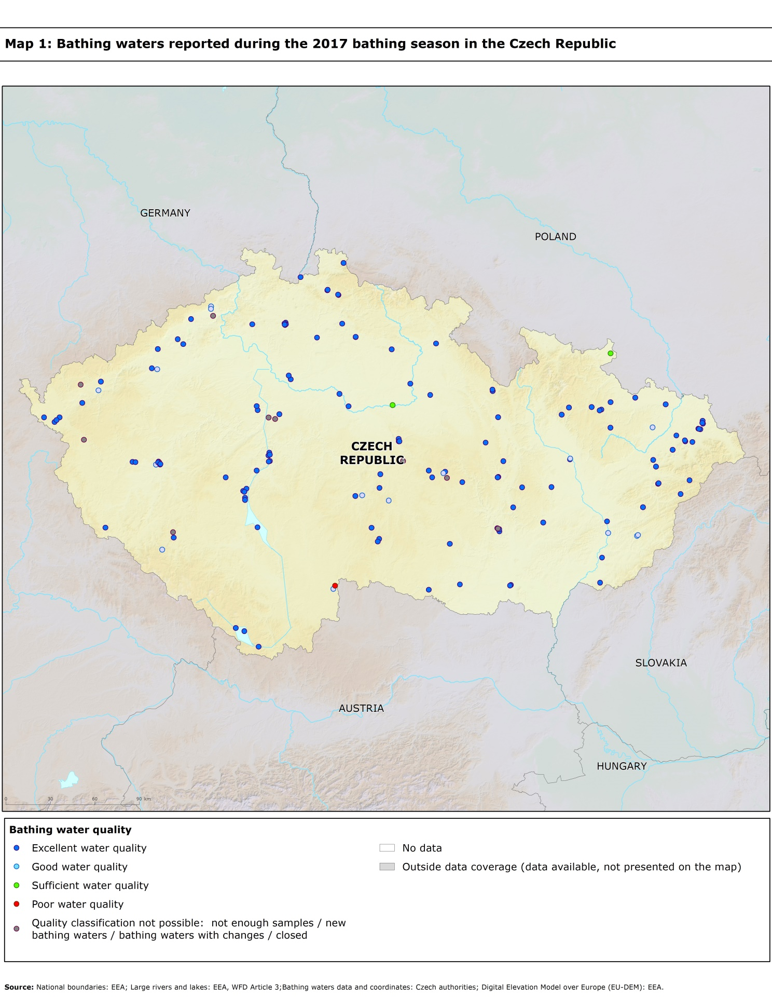 Map 1: Bathing waters reported during the 2017 bathing season in the Czech Republic
GERMANY
POLAND
CZECH
REPUBLIC
SLOVAKIA
AUSTRIA
HUNGARY
0 30 60 90 km
Bathing water quality
Excellent water quality
Good water quality
Sufficient water quality
Poor water quality
Quality classification not possible: not enough samples / new
bathing waters / bathing waters with changes / closed
No data
Outside data coverage (data available, not presented on the map)
Source: National boundaries: EEA; Large rivers and lakes: EEA, WFD Article 3;Bathing waters data and coordinates: Czech authorities; Digital Elevation Model over Europe (EU-DEM): EEA.